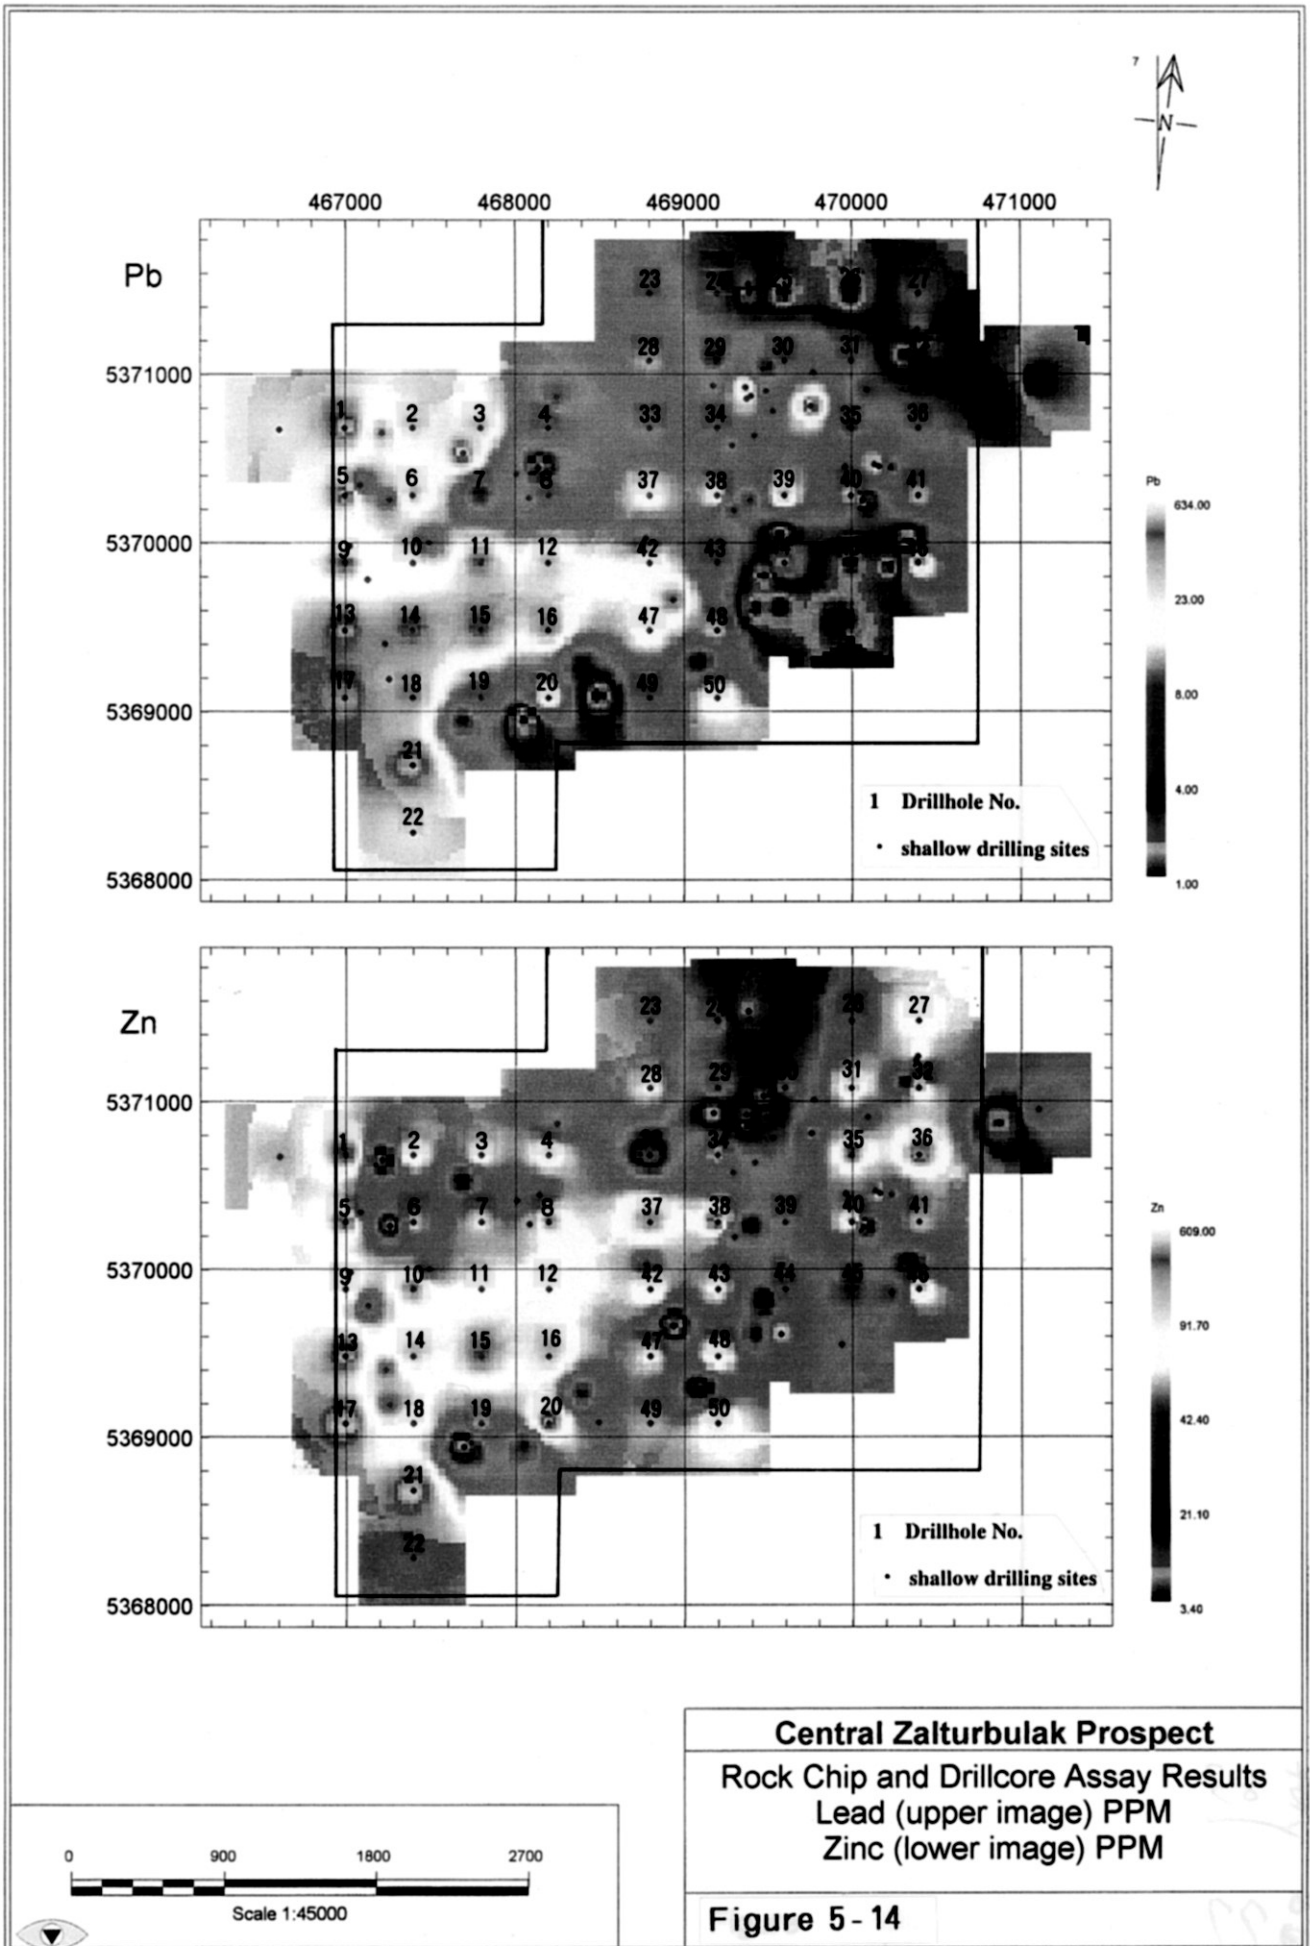 7
N
467000 468000 469000 470000 471000
Pb
23 24 25 26 27
28 29 30 31
5371000
1 2 3 4 33 34 35 36
5 6 7 8 37 38 39 40 41
5370000
9 10 11 12 42 43
13 14 15 16 47 48
17 18 19 20 49 50
5369000
21
22
5368000
1 Drillhole No.
shallow drilling sites
Pb
634.00
23.00
8.00
4.00
1.00
Zn
23 27
28 29 31 32
5371000
1 2 3 4 34 35 36
5 6 7 8 37 38 39 40 41
5370000
9 10 11 12 42 43 44
13 14 15 16 47 48
17 18 19 20 49 50
5369000
21
22
5368000
1 Drillhole No.
shallow drilling sites
Zn
609.00
91.70
42.40
21.10
3.40
Central Zalturbulak Prospect
Rock Chip and Drillcore Assay Results
Lead (upper image) PPM
Zinc (lower image) PPM
0 900 1800 2700
Scale 1:45000
Figure 5-14